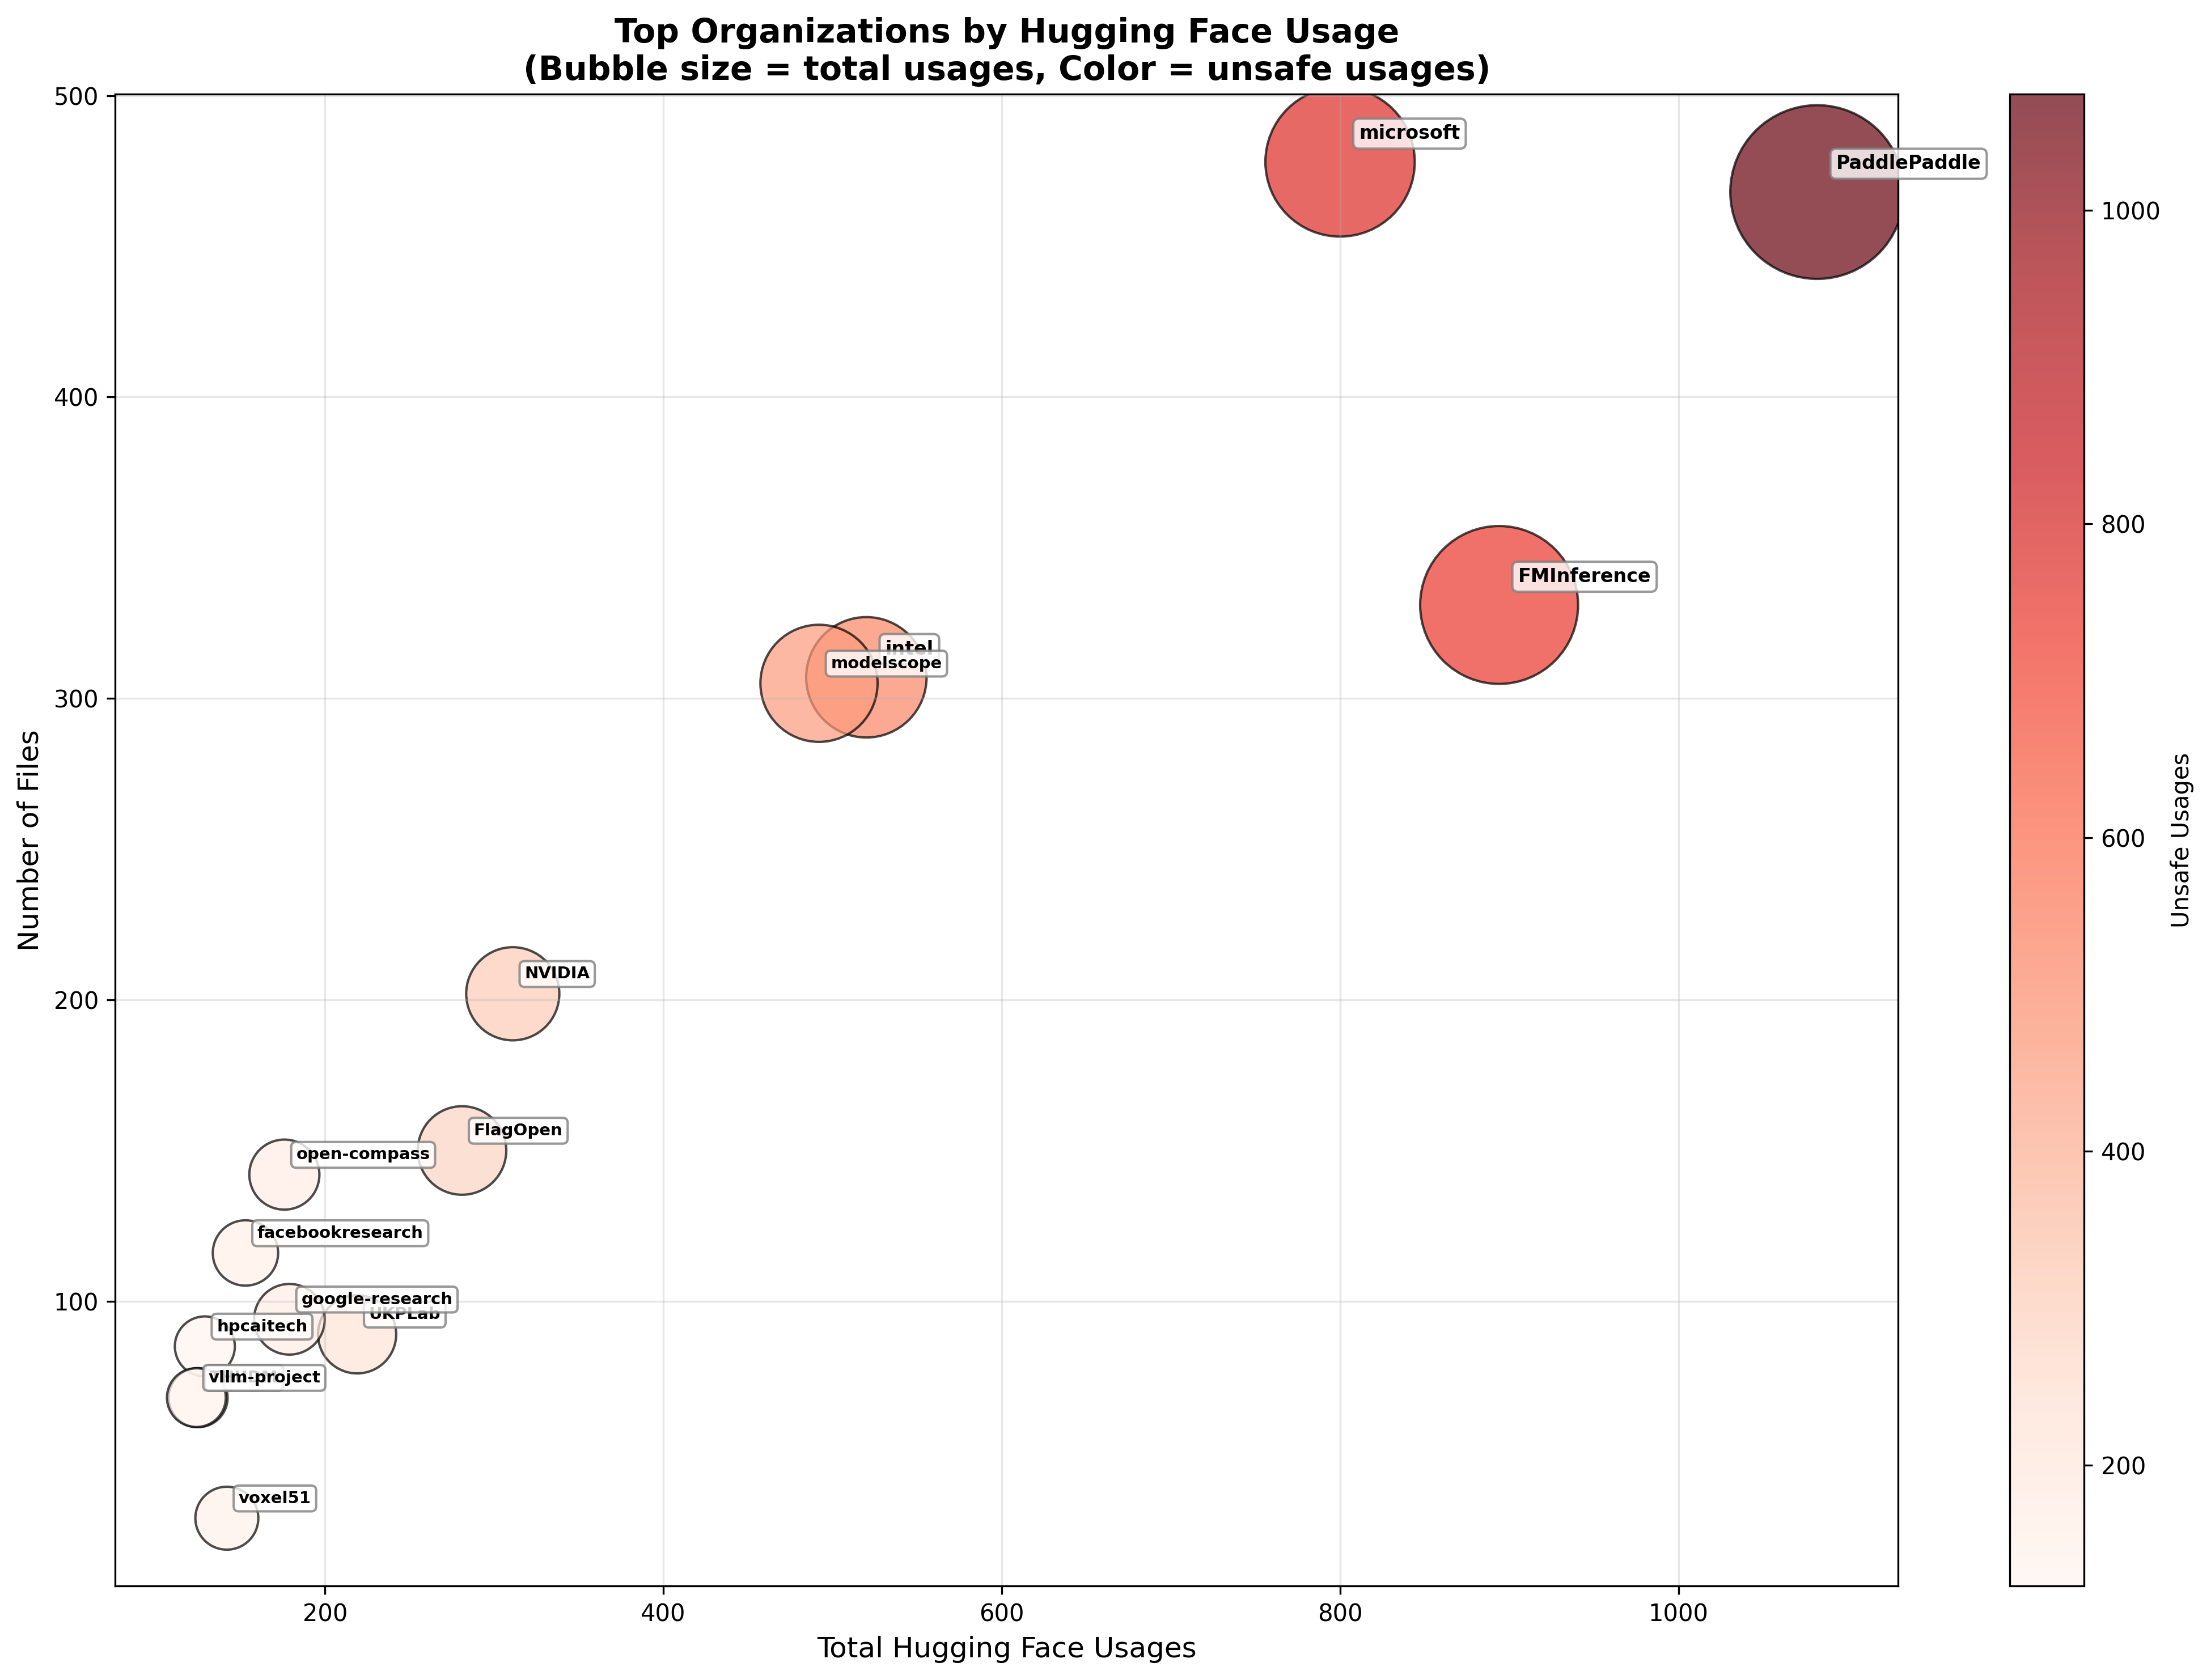 Top Organizations by Hugging Face Usage
(Bubble size = total usages, Color = unsafe usages)
500
400
300
200
100
Number of Files
microsoft
PaddlePaddle
FMInference
intel
modelscope
NVIDIA
FlagOpen
open-compass
facebookresearch
google-research
UKPLab
hpcaitech
vllm-project
voxel51
200
400
600
800
1000
Total Hugging Face Usages
1000
800
600
400
200
Unsafe Usages